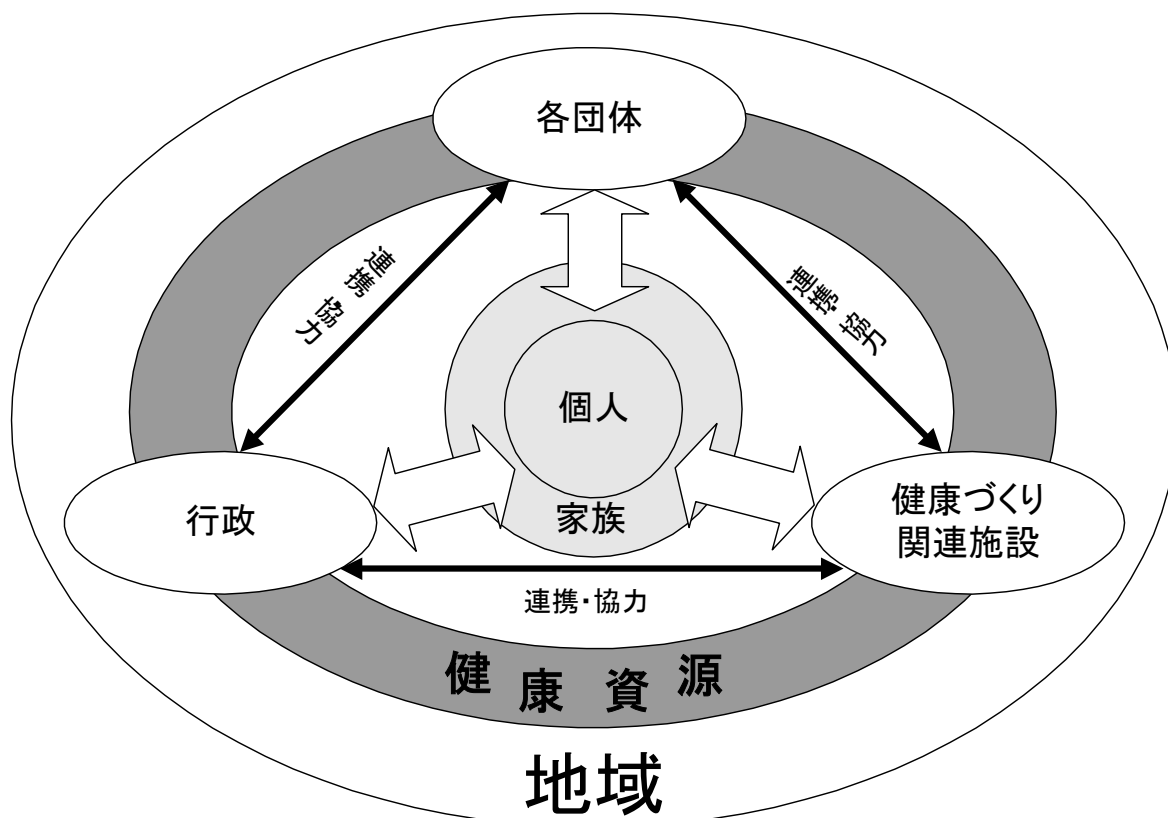 各団体
連携・協力
連携・協力
個人
家族
行政
健康づくり
関連施設
連携・協力
健康資源
地域